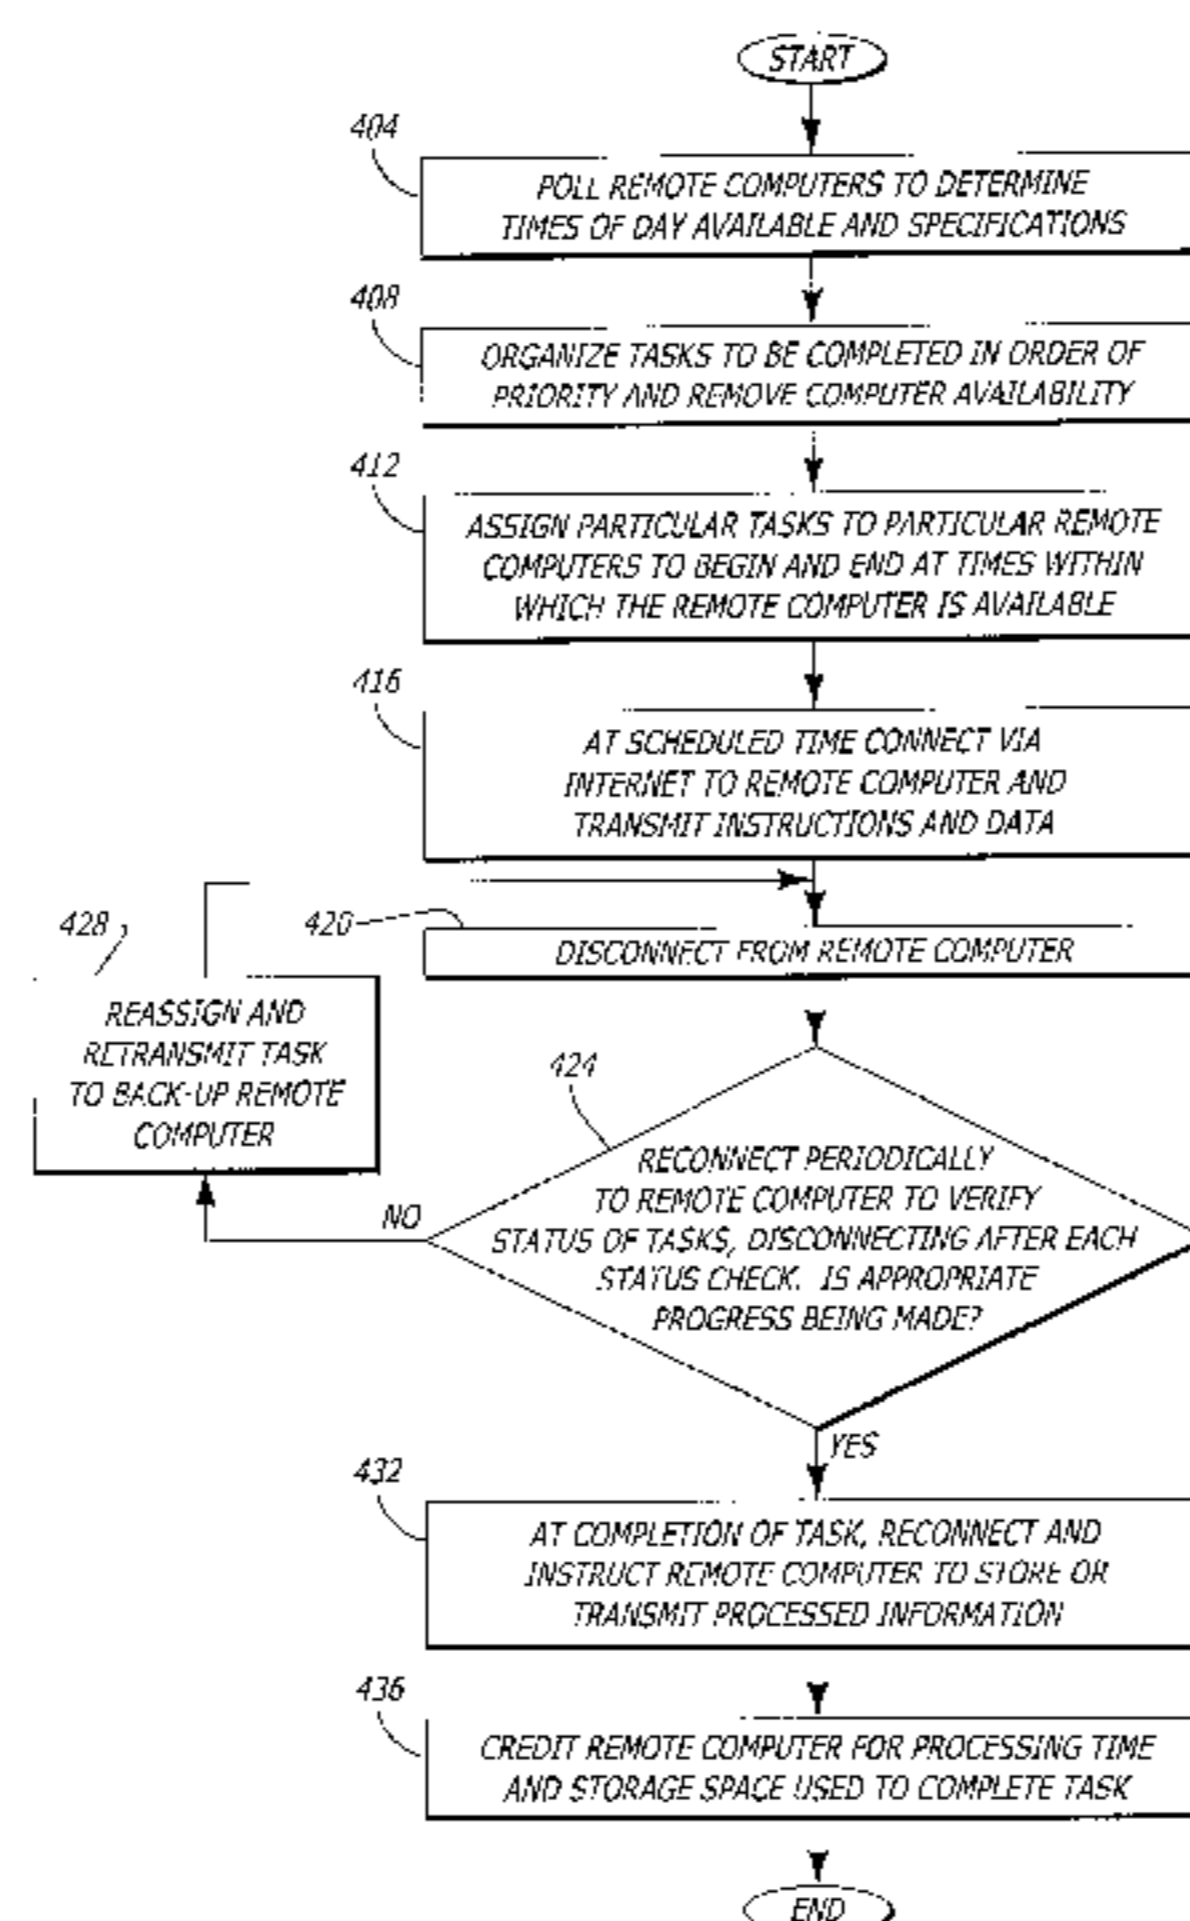 START
404
POLL REMOTE COMPUTERS TO DETERMINE
TIMES OF DAY AVAILABLE AND SPECIFICATIONS
408
ORGANIZE TASKS TO BE COMPLETED IN ORDER OF
PRIORITY AND REMOVE COMPUTER AVAILABILITY
412
ASSIGN PARTICULAR TASKS TO PARTICULAR REMOTE
COMPUTERS TO BEGIN AND END AT TIMES WITHIN
WHICH THE REMOTE COMPUTER IS AVAILABLE
416
AT SCHEDULED TIME CONNECT VIA
INTERNET TO REMOTE COMPUTER AND
TRANSMIT INSTRUCTIONS AND DATA
420
DISCONNECT FROM REMOTE COMPUTER
428
REASSIGN AND
RETRANSMIT TASK
TO BACK-UP REMOTE
COMPUTER
424
RECONNECT PERIODICALLY
TO REMOTE COMPUTER TO VERIFY
STATUS OF TASKS, DISCONNECTING AFTER EACH
STATUS CHECK. IS APPROPRIATE
PROGRESS BEING MADE?
NO
YES
432
AT COMPLETION OF TASK, RECONNECT AND
INSTRUCT REMOTE COMPUTER TO STORE OR
TRANSMIT PROCESSED INFORMATION
436
CREDIT REMOTE COMPUTER FOR PROCESSING TIME
AND STORAGE SPACE USED TO COMPLETE TASK
END